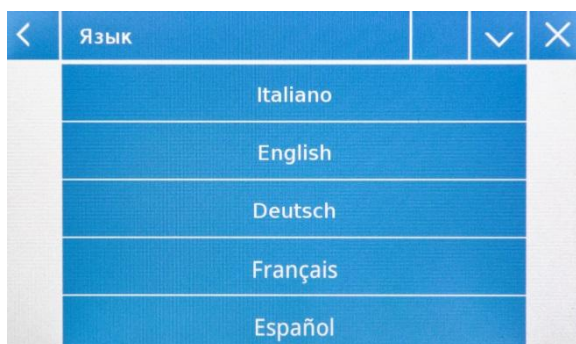 Язык
Italiano
English
Deutsch
Français
Español